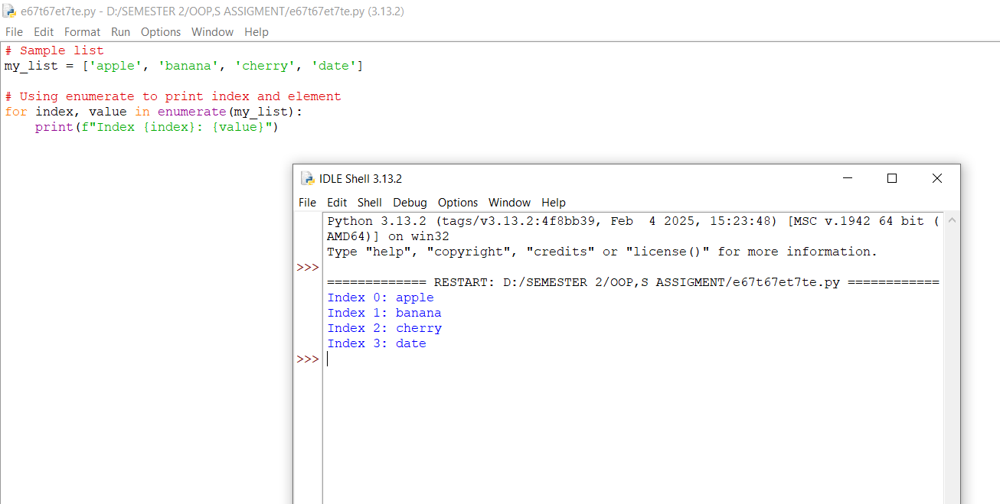 e67t67et7te.py - D:/SEMESTER 2/OOP,S ASSIGMENT/e67t67et7te.py (3.13.2)
File Edit Format Run Options Window Help
# Sample list
my_list = ['apple', 'banana', 'cherry', 'date']
# Using enumerate to print index and element
for index, value in enumerate(my_list):
    print(f"Index {index}: {value}")
IDLE Shell 3.13.2
File Edit Shell Debug Options Window Help
Python 3.13.2 (tags/v3.13.2:4f8bb39, Feb  4 2025, 15:23:48) [MSC v.1942 64 bit (
AMD64)] on win32
Type "help", "copyright", "credits" or "license()" for more information.
>>>
============= RESTART: D:/SEMESTER 2/OOP,S ASSIGMENT/e67t67et7te.py ============
Index 0: apple
Index 1: banana
Index 2: cherry
Index 3: date
>>>